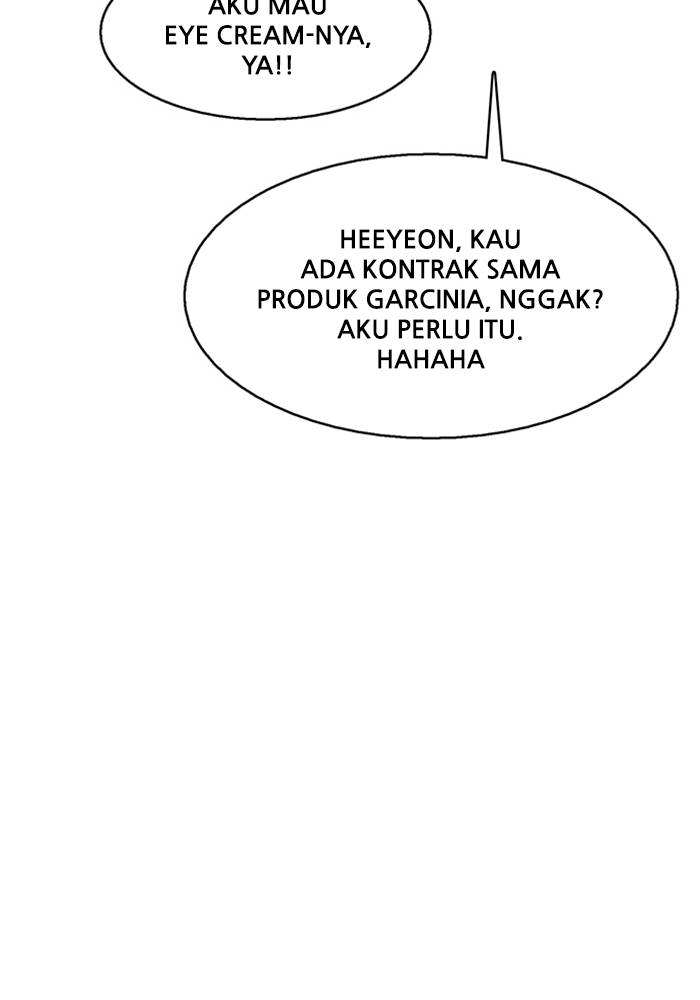 AKU MAU
EYE CREAM-NYA,
YA!!
HEEYEON, KAU
ADA KONTRAK SAMA
PRODUK GARCINIA, NGGAK?
AKU PERLU ITU.
HAHAHA